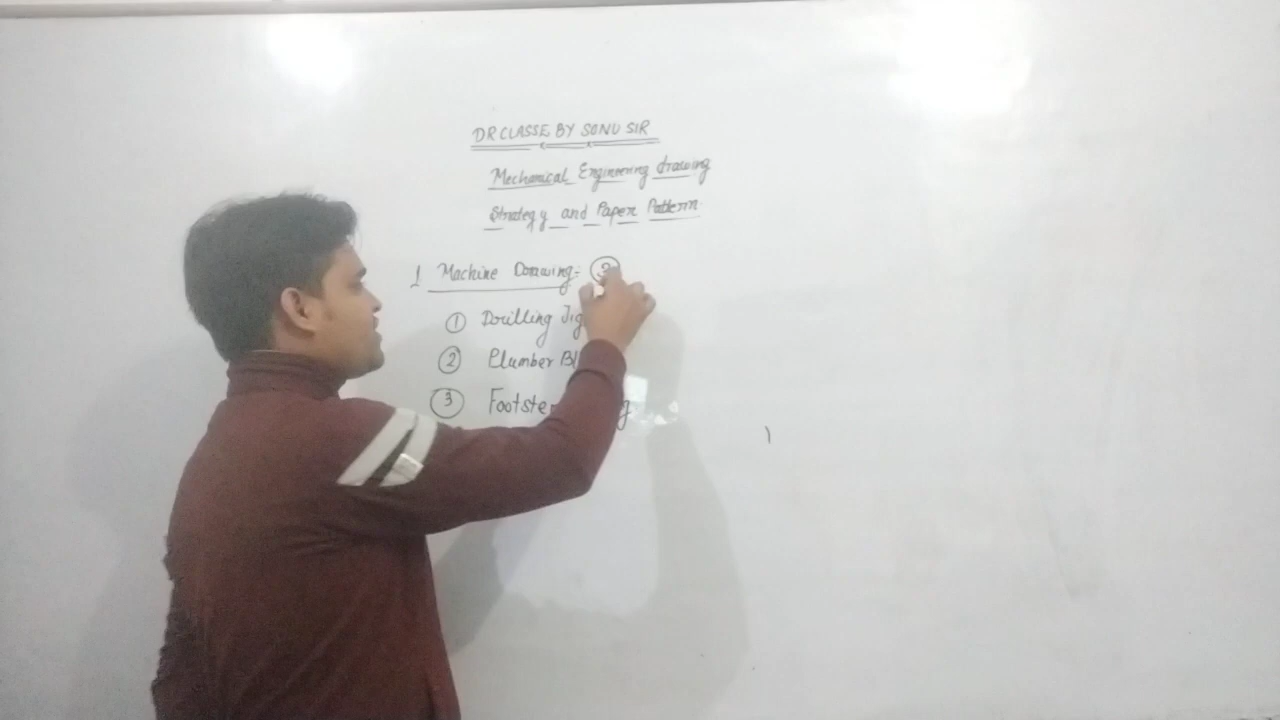 DR CLASSE BY SONU SIR
Mechanical Engineering drawing
Strategy and Paper Pattern
1 Machine Drawing:- 3
1 Drilling Jig
2 Plumber Bl
3 Footste g